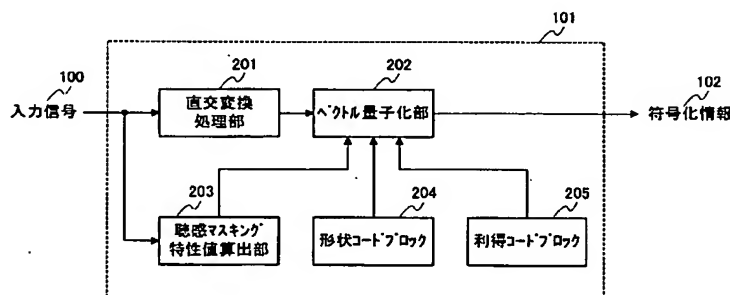 101
100
201
202
102
入力信号
直交変換
処理部
ベクトル量子化部
符号化情報
203
204
205
聴感マスキング
特性値算出部
形状コードブロック
利得コードブロック